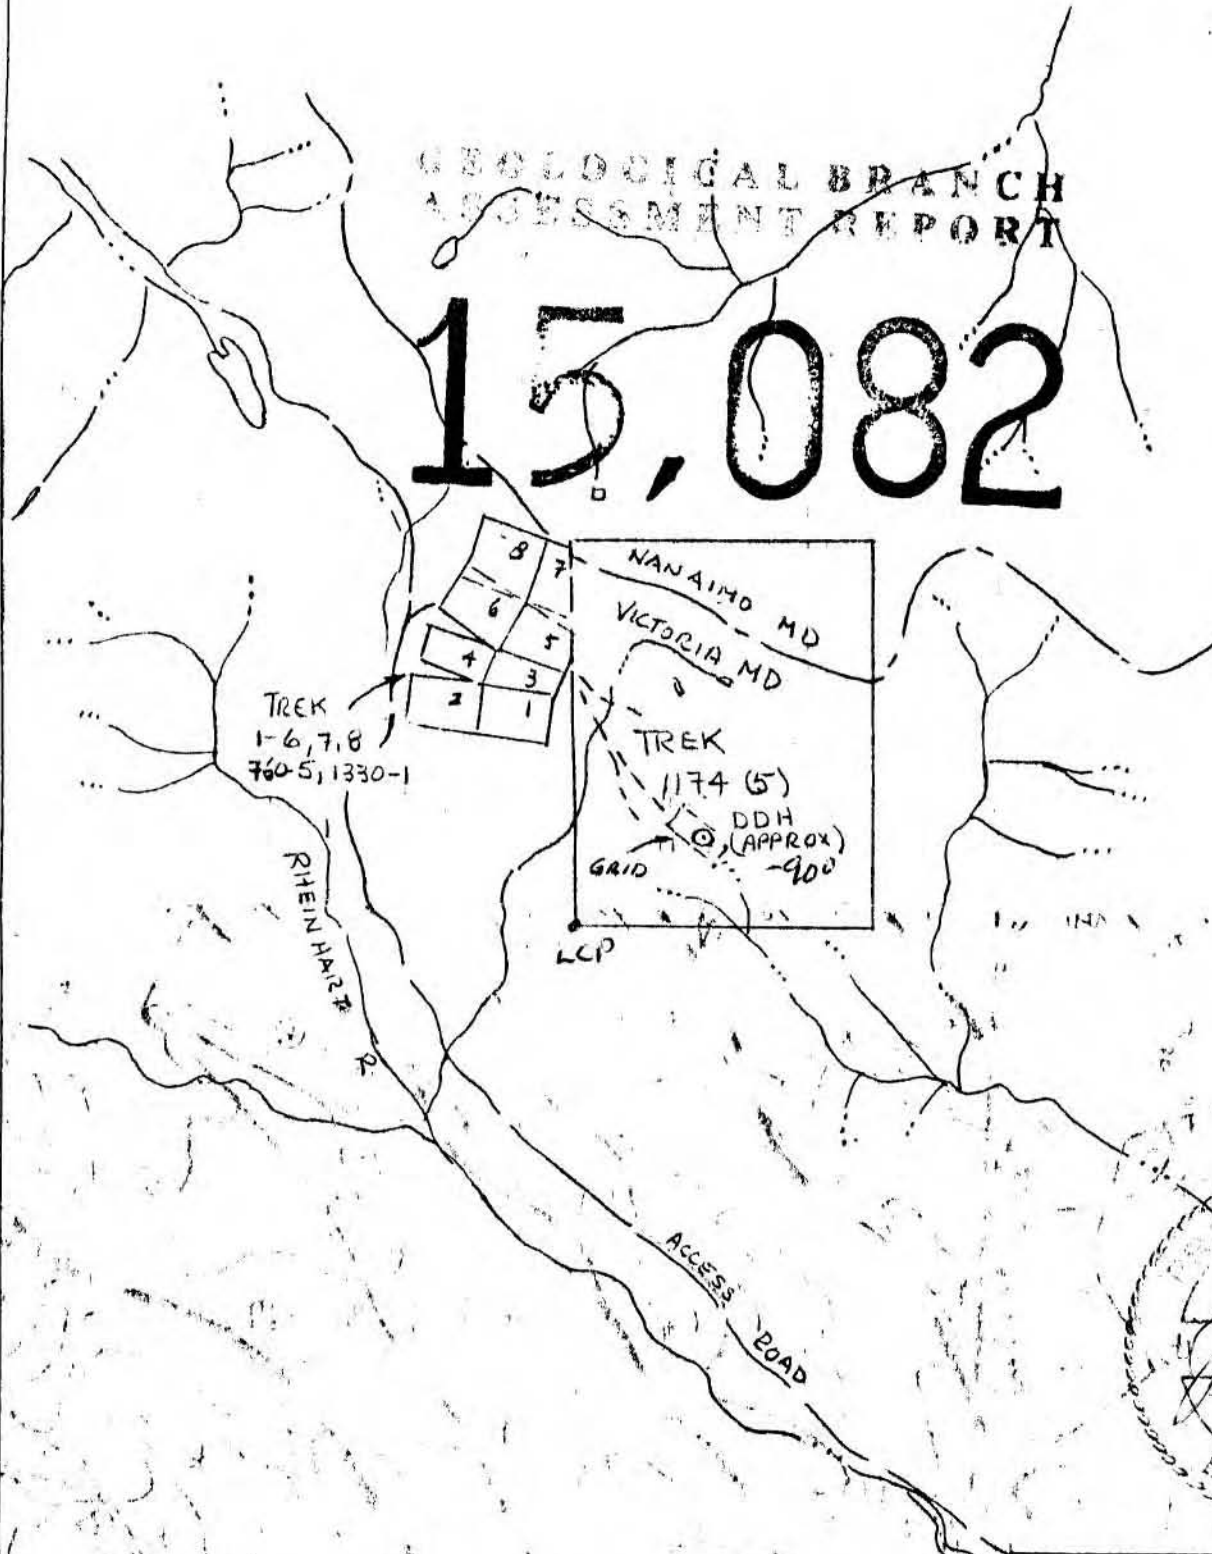 GEOLOGICAL BRANCH
ASSESSMENT REPORT
15,082
NANAIMO MD
VICTORIA MD
8
7
6
5
4
3
2
1
TREK
1-6, 7, 8
760-5, 1330-1
TREK
1174 (5)
DDH
(APPROX)
-90°
GRID
LCP
RHEINHART R.
ACCESS ROAD